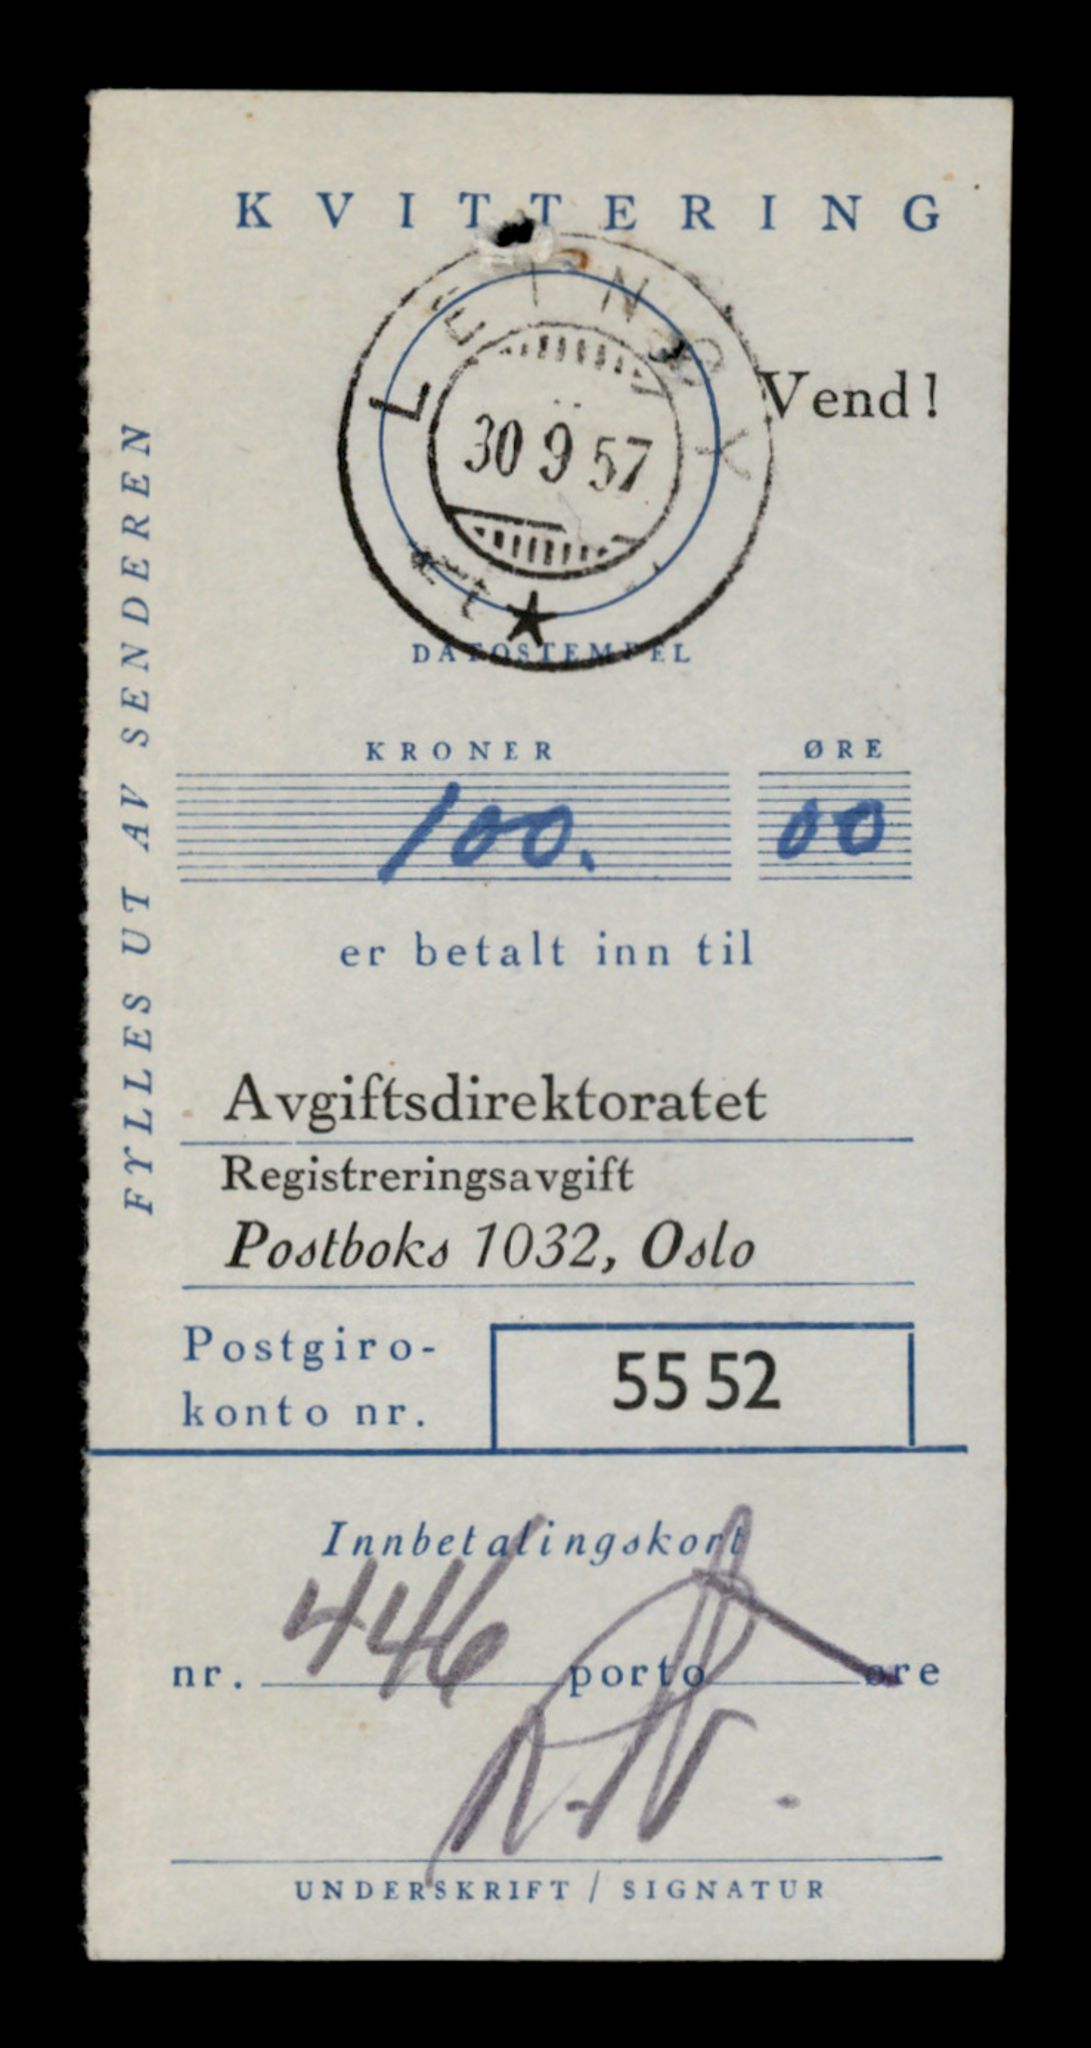 KVITTERING
Vend!
LEINØY
30 9 57
DATOSTEMPEL
FYLLES UT AV SENDEREN
KRONER ØRE
100. 00
er betalt inn til
Avgiftsdirektoratet
Registreringsavgift
Postboks 1032, Oslo
Postgiro-
konto nr.
55 52
Innbetalingskort
nr. 446 porto øre
UNDERSKRIFT / SIGNATUR